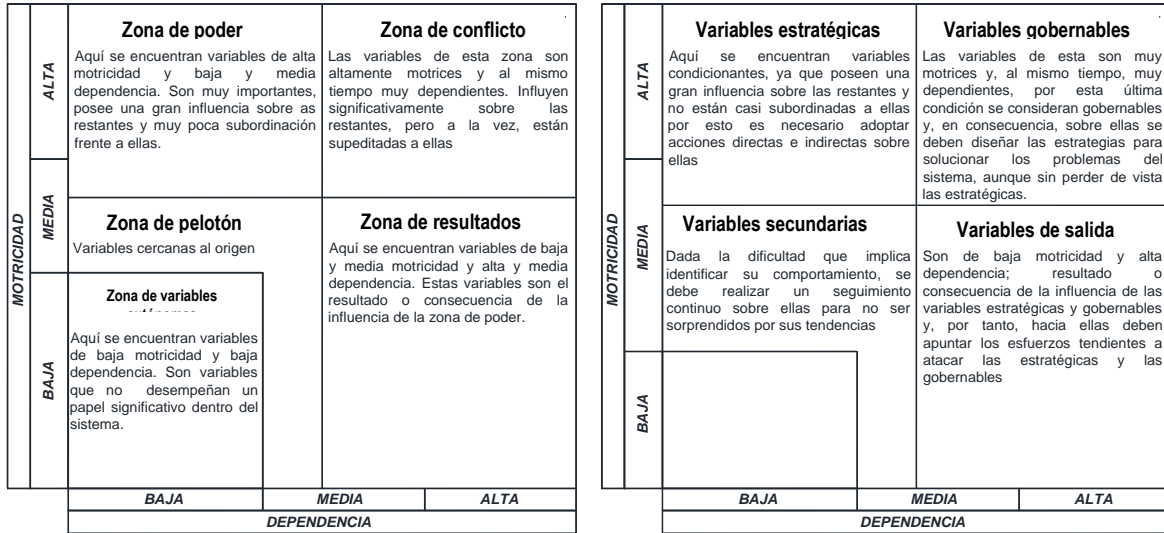 Zona de poder
Aquí se encuentran variables de alta
motricidad y baja y media
dependencia. Son muy importantes,
posee una gran influencia sobre as
restantes y muy poca subordinación
frente a ellas.
Zona de conflicto
Las variables de esta zona son
altamente motrices y al mismo
tiempo muy dependientes. Influyen
significativamente sobre las
restantes, pero a la vez, están
supeditadas a ellas
Zona de pelotón
Variables cercanas al origen
Zona de variables
Aquí se encuentran variables
de baja motricidad y baja
dependencia. Son variables
que no desempeñan un
papel significativo dentro del
sistema.
Zona de resultados
Aquí se encuentran variables de baja
y media motricidad y alta y media
dependencia. Estas variables son el
resultado o consecuencia de la
influencia de la zona de poder.
MOTRICIDAD
ALTA
MEDIA
BAJA
BAJA MEDIA ALTA
DEPENDENCIA
Variables estratégicas
Aquí se encuentran variables
condicionantes, ya que poseen una
gran influencia sobre las restantes y
no están casi subordinadas a ellas
por esto es necesario adoptar
acciones directas e indirectas sobre
ellas
Variables gobernables
Las variables de esta son muy
motrices y, al mismo tiempo, muy
dependientes, por esta última
condición se consideran gobernables
y, en consecuencia, sobre ellas se
deben diseñar las estrategias para
solucionar los problemas del
sistema, aunque sin perder de vista
las estratégicas.
Variables secundarias
Dada la dificultad que implica
identificar su comportamiento, se
debe realizar un seguimiento
continuo sobre ellas para no ser
sorprendidos por sus tendencias
Variables de salida
Son de baja motricidad y alta
dependencia; resultado o
consecuencia de la influencia de las
variables estratégicas y gobernables
y, por tanto, hacia ellas deben
apuntar los esfuerzos tendientes a
atacar las estratégicas y las
gobernables
MOTRICIDAD
ALTA
MEDIA
BAJA
BAJA MEDIA ALTA
DEPENDENCIA